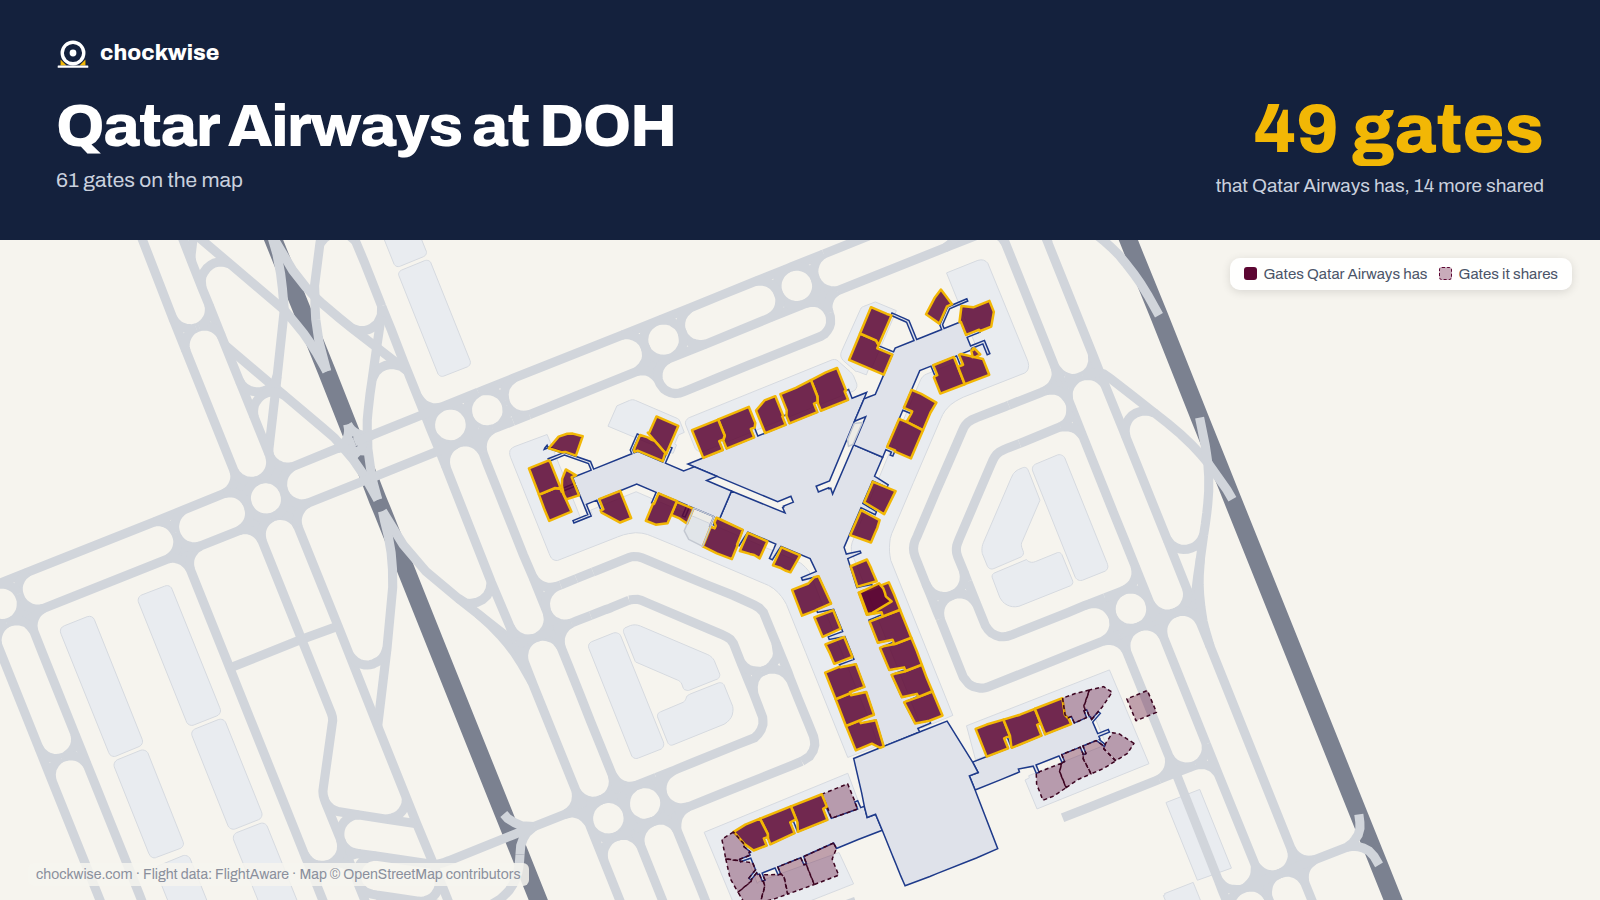 chockwise
Qatar Airways at DOH
61 gates on the map
49 gates
that Qatar Airways has, 14 more shared
Gates Qatar Airways has
Gates it shares
chockwise.com · Flight data: FlightAware · Map © OpenStreetMap contributors